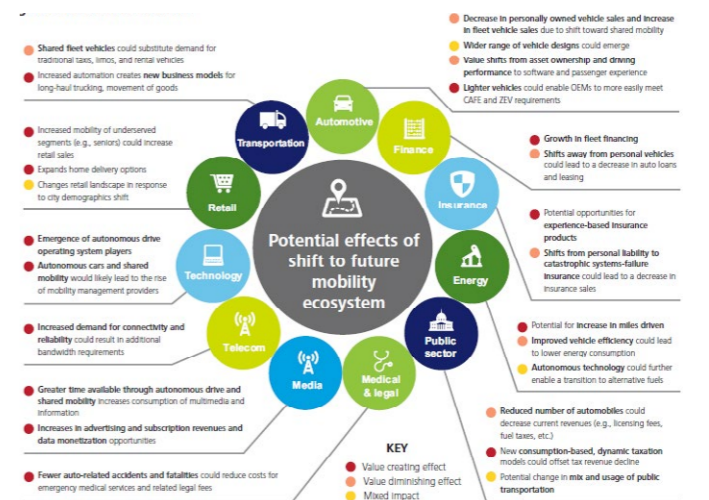 Shared fleet vehicles could substitute demand for
traditional taxis, limos, and rental vehicles
Increased automation creates new business models for
long-haul trucking, movement of goods
Increased mobility of underserved
segments (e.g., seniors) could increase
retail sales
Expands home delivery options
Changes retail landscape in response
to city demographics shift
Emergence of autonomous drive
operating system players
Autonomous cars and shared
mobility would likely lead to the rise
of mobility management providers
Increased demand for connectivity and
reliability could result in additional
bandwidth requirements
Greater time available through autonomous drive and
shared mobility increases consumption of multimedia and
information
Increases in advertising and subscription revenues and
data monetization opportunities
Fewer auto-related accidents and fatalities could reduce costs for
emergency medical services and related legal fees
Automotive
Transportation
Finance
Retail
Insurance
Technology
Energy
Telecom
Public
sector
Media
Medical
& legal
Potential effects of
shift to future
mobility
ecosystem
Decrease in personally owned vehicle sales and increase
in fleet vehicle sales due to shift toward shared mobility
Wider range of vehicle designs could emerge
Value shifts from asset ownership and driving
performance to software and passenger experience
Lighter vehicles could enable OEMs to more easily meet
CAFE and ZEV requirements
Growth in fleet financing
Shifts away from personal vehicles
could lead to a decrease in auto loans
and leasing
Potential opportunities for
experience-based insurance
products
Shifts from personal liability to
catastrophic systems-failure
insurance could lead to a decrease in
insurance sales
Potential for increase in miles driven
Improved vehicle efficiency could lead
to lower energy consumption
Autonomous technology could further
enable a transition to alternative fuels
Reduced number of automobiles could
decrease current revenues (e.g., licensing fees,
fuel taxes, etc.)
New consumption-based, dynamic taxation
models could offset tax revenue decline
Potential change in mix and usage of public
transportation
KEY
Value creating effect
Value diminishing effect
Mixed impact